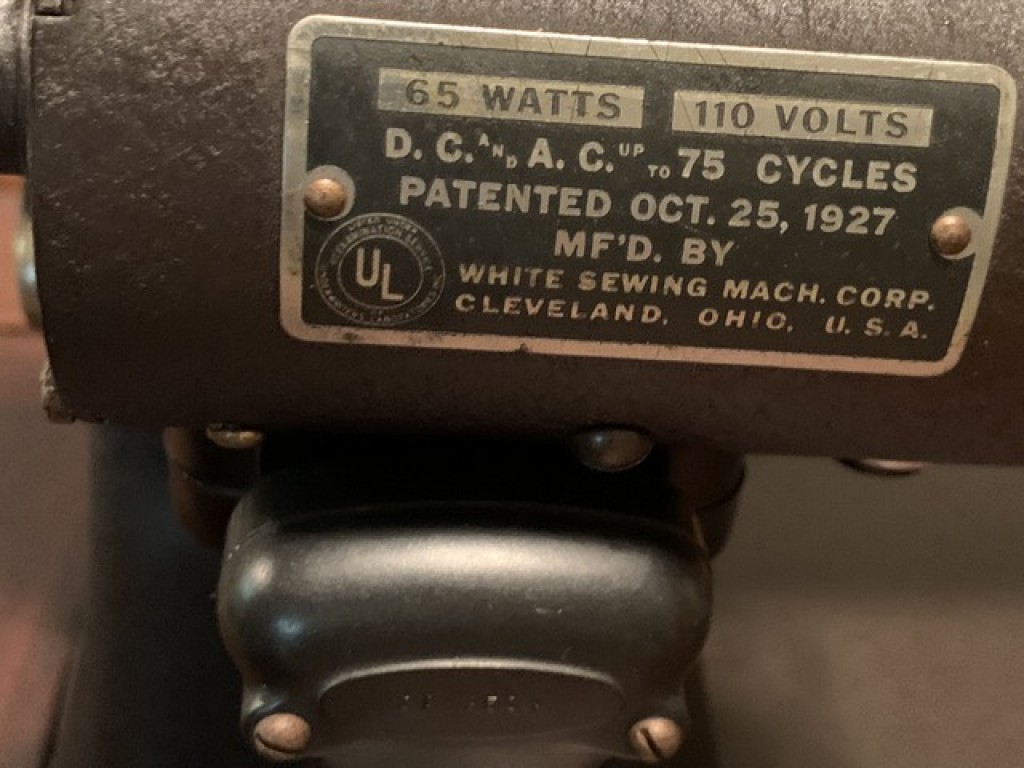 65 WATTS 110 VOLTS
D. C. AND A. C. UP TO 75 CYCLES
PATENTED OCT. 25, 1927
MF'D. BY
WHITE SEWING MACH. CORP.
CLEVELAND, OHIO, U. S. A.
UL